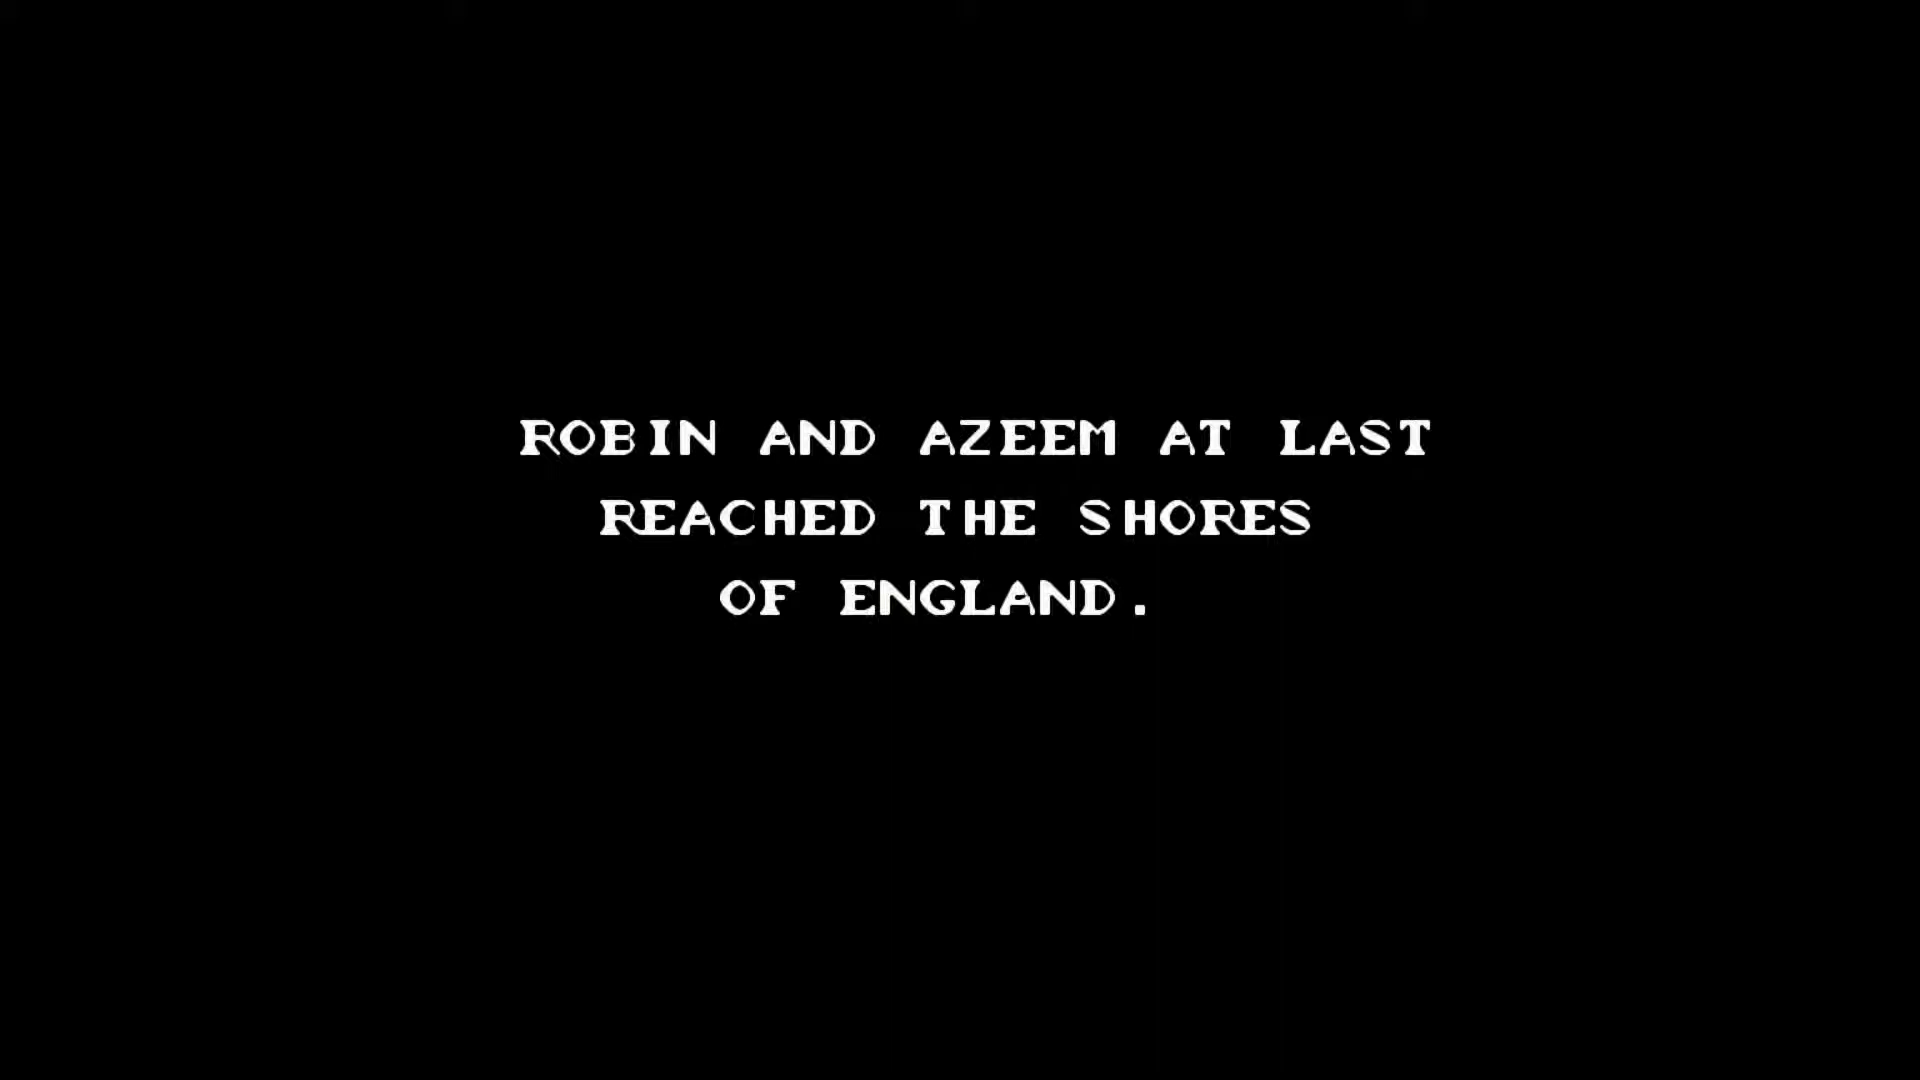 ROBIN AND AZEEM AT LAST
REACHED THE SHORES
OF ENGLAND.